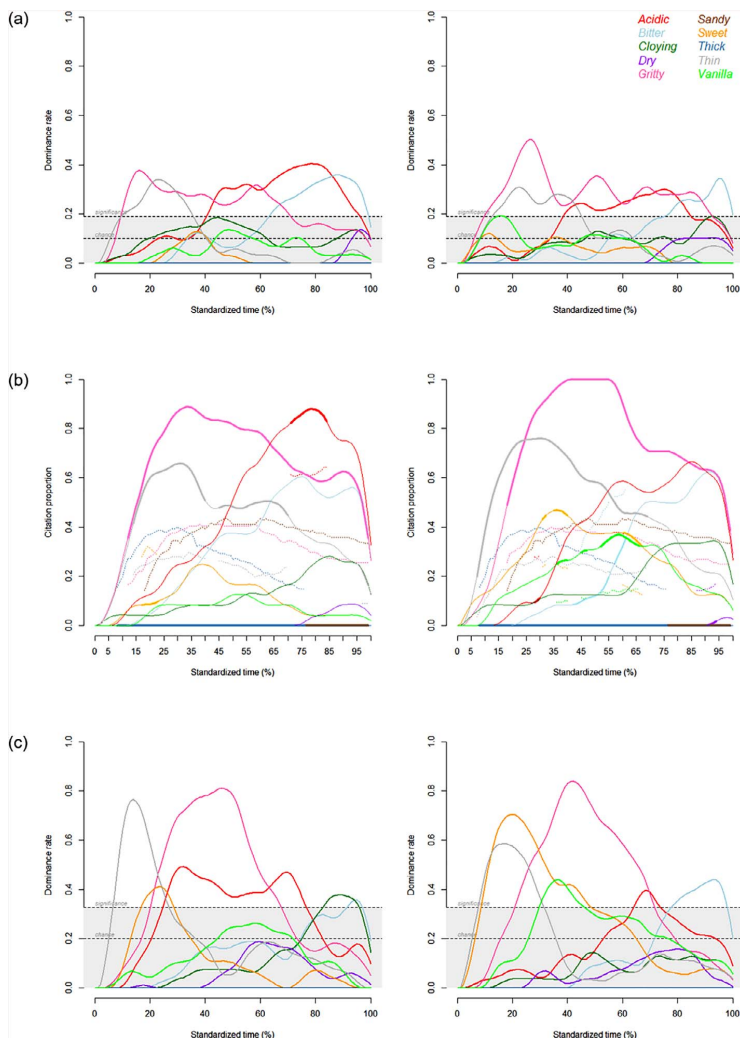 (a)
Acidic Sandy
Bitter Sweet
Cloying Thick
Dry Thin
Gritty Vanilla
Dominance rate
1.0
0.8
0.6
0.4
0.2
0.0
significance
chance
0 20 40 60 80 100
Standardized time (%)
Dominance rate
1.0
0.8
0.6
0.4
0.2
0.0
significance
chance
0 20 40 60 80 100
Standardized time (%)
(b)
Citation proportion
1.0
0.8
0.6
0.4
0.2
0.0
0 5 15 25 35 45 55 65 75 85 95
Standardized time (%)
Citation proportion
1.0
0.8
0.6
0.4
0.2
0.0
0 5 15 25 35 45 55 65 75 85 95
Standardized time (%)
(c)
Dominance rate
1.0
0.8
0.6
0.4
0.2
0.0
significance
chance
0 20 40 60 80 100
Standardized time (%)
Dominance rate
1.0
0.8
0.6
0.4
0.2
0.0
significance
chance
0 20 40 60 80 100
Standardized time (%)